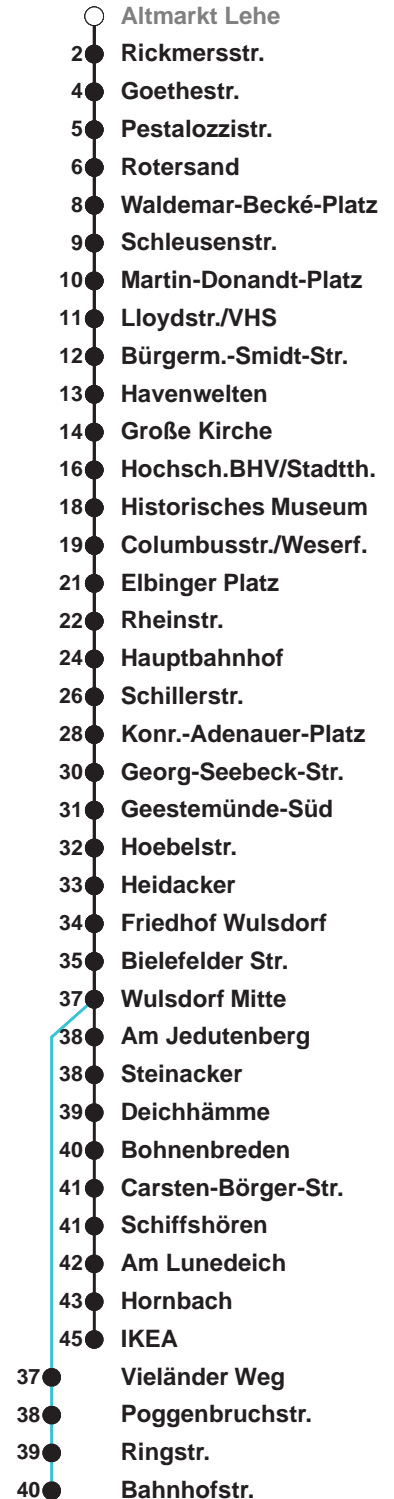 Altmarkt Lehe
2 Rickmersstr.
4 Goethestr.
5 Pestalozzistr.
6 Rotersand
8 Waldemar-Becké-Platz
9 Schleusenstr.
10 Martin-Donandt-Platz
11 Lloydstr./VHS
12 Bürgerm.-Smidt-Str.
13 Havenwelten
14 Große Kirche
16 Hochsch.BHV/Stadtth.
18 Historisches Museum
19 Columbusstr./Weserf.
21 Elbinger Platz
22 Rheinstr.
24 Hauptbahnhof
26 Schillerstr.
28 Konr.-Adenauer-Platz
30 Georg-Seebeck-Str.
31 Geestemünde-Süd
32 Hoebelstr.
33 Heidacker
34 Friedhof Wulsdorf
35 Bielefelder Str.
37 Wulsdorf Mitte
38 Am Jedutenberg
38 Steinacker
39 Deichhämme
40 Bohnenbreden
41 Carsten-Börger-Str.
41 Schiffshören
42 Am Lunedeich
43 Hornbach
45 IKEA
37 Vieländer Weg
38 Poggenbruchstr.
39 Ringstr.
40 Bahnhofstr.